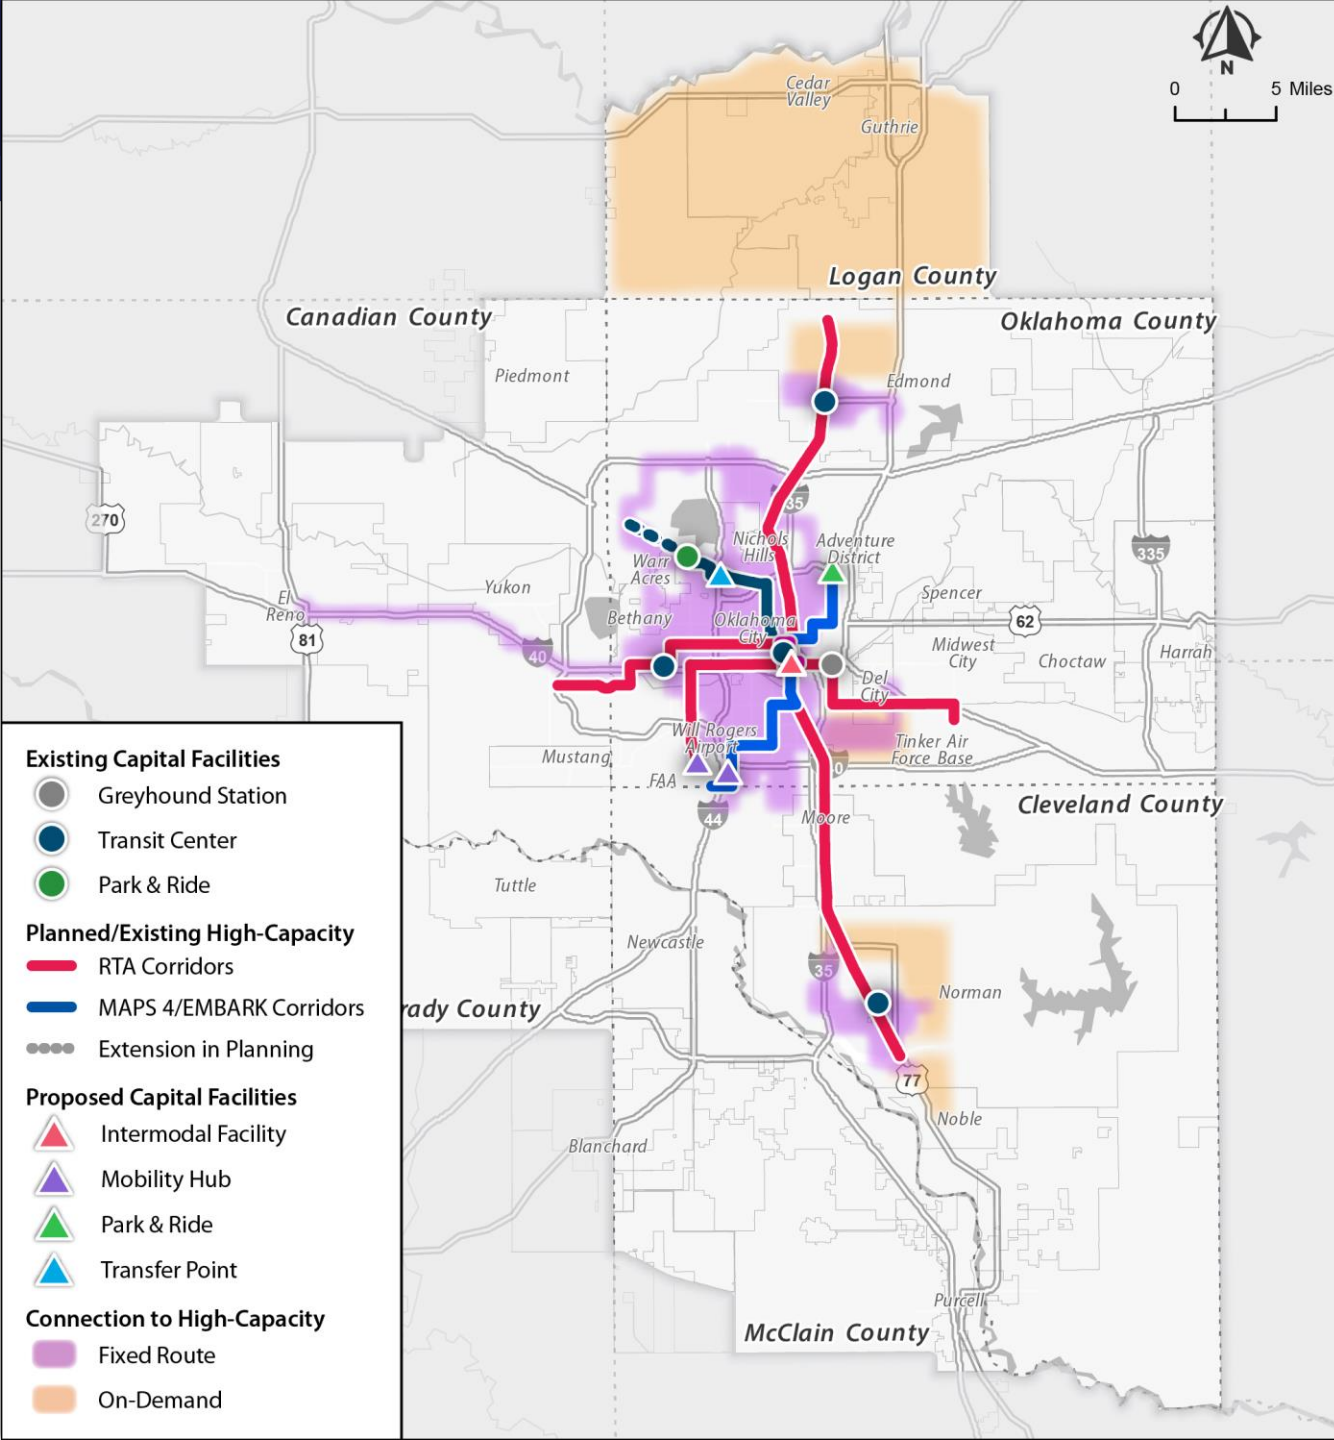 N
0 5 Miles
Cedar
Valley
Guthrie
Logan County
Canadian County
Oklahoma County
Piedmont
Edmond
35
270
Nichols
Hills
Adventure
District
335
Warr
Acres
Yukon
El
Reno
Spencer
Bethany
Oklahoma
City
62
81
40
Midwest
City
Choctaw
Harrah
Del
City
Will Rogers
Airport
Tinker Air
Force Base
Mustang
FAA
0
44
Moore
Cleveland County
Tuttle
Newcastle
35
Norman
rady County
77
Noble
Blanchard
Purcell
McClain County
Existing Capital Facilities
Greyhound Station
Transit Center
Park & Ride
Planned/Existing High-Capacity
RTA Corridors
MAPS 4/EMBARK Corridors
Extension in Planning
Proposed Capital Facilities
Intermodal Facility
Mobility Hub
Park & Ride
Transfer Point
Connection to High-Capacity
Fixed Route
On-Demand